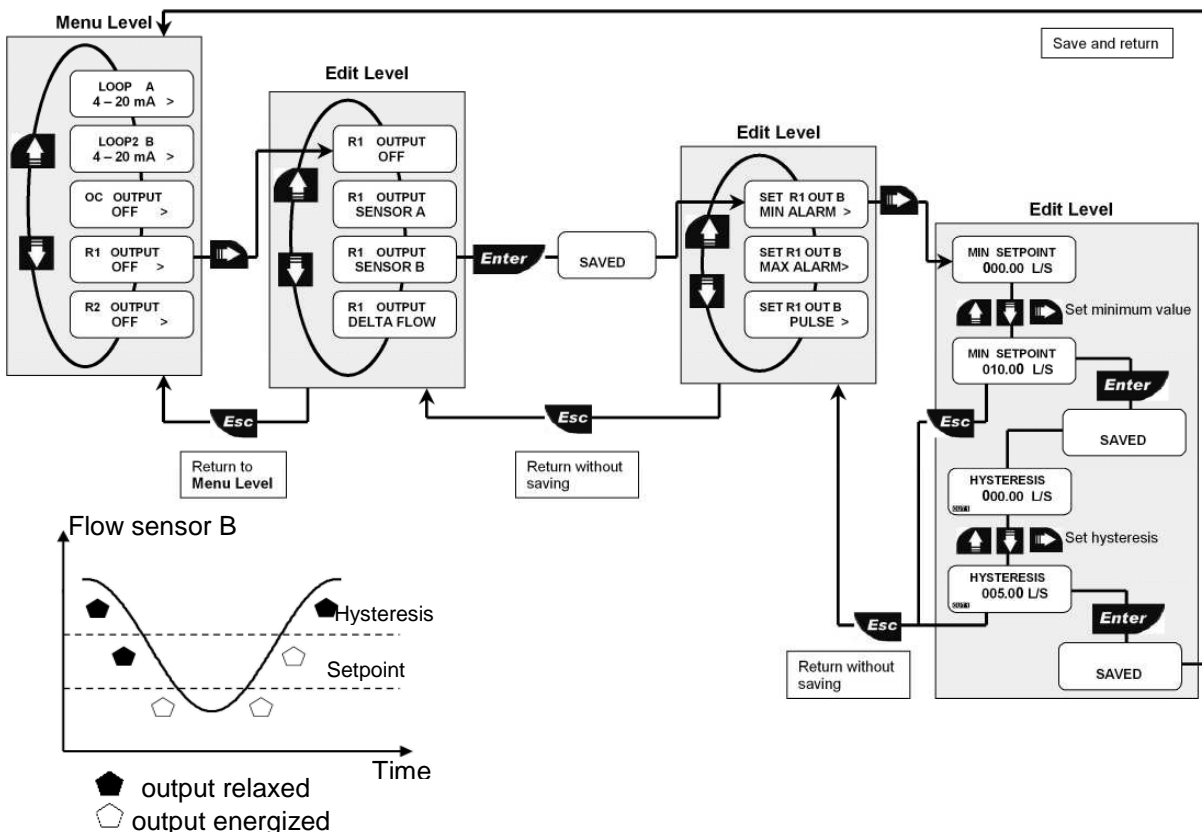 Menu Level
Save and return
LOOP A
4 – 20 mA >
LOOP2 B
4 – 20 mA >
OC OUTPUT
OFF >
R1 OUTPUT
OFF >
R2 OUTPUT
OFF >
Edit Level
R1 OUTPUT
OFF
R1 OUTPUT
SENSOR A
R1 OUTPUT
SENSOR B
R1 OUTPUT
DELTA FLOW
Enter
SAVED
Edit Level
SET R1 OUT B
MIN ALARM >
SET R1 OUT B
MAX ALARM>
SET R1 OUT B
PULSE >
Edit Level
MIN SETPOINT
000.00 L/S
Set minimum value
MIN SETPOINT
010.00 L/S
Enter
SAVED
HYSTERESIS
000.00 L/S
OUT1
Set hysteresis
HYSTERESIS
005.00 L/S
OUT1
Enter
SAVED
Esc
Esc
Esc
Esc
Return to
Menu Level
Return without
saving
Return without
saving
Flow sensor B
Hysteresis
Setpoint
Time
output relaxed
output energized